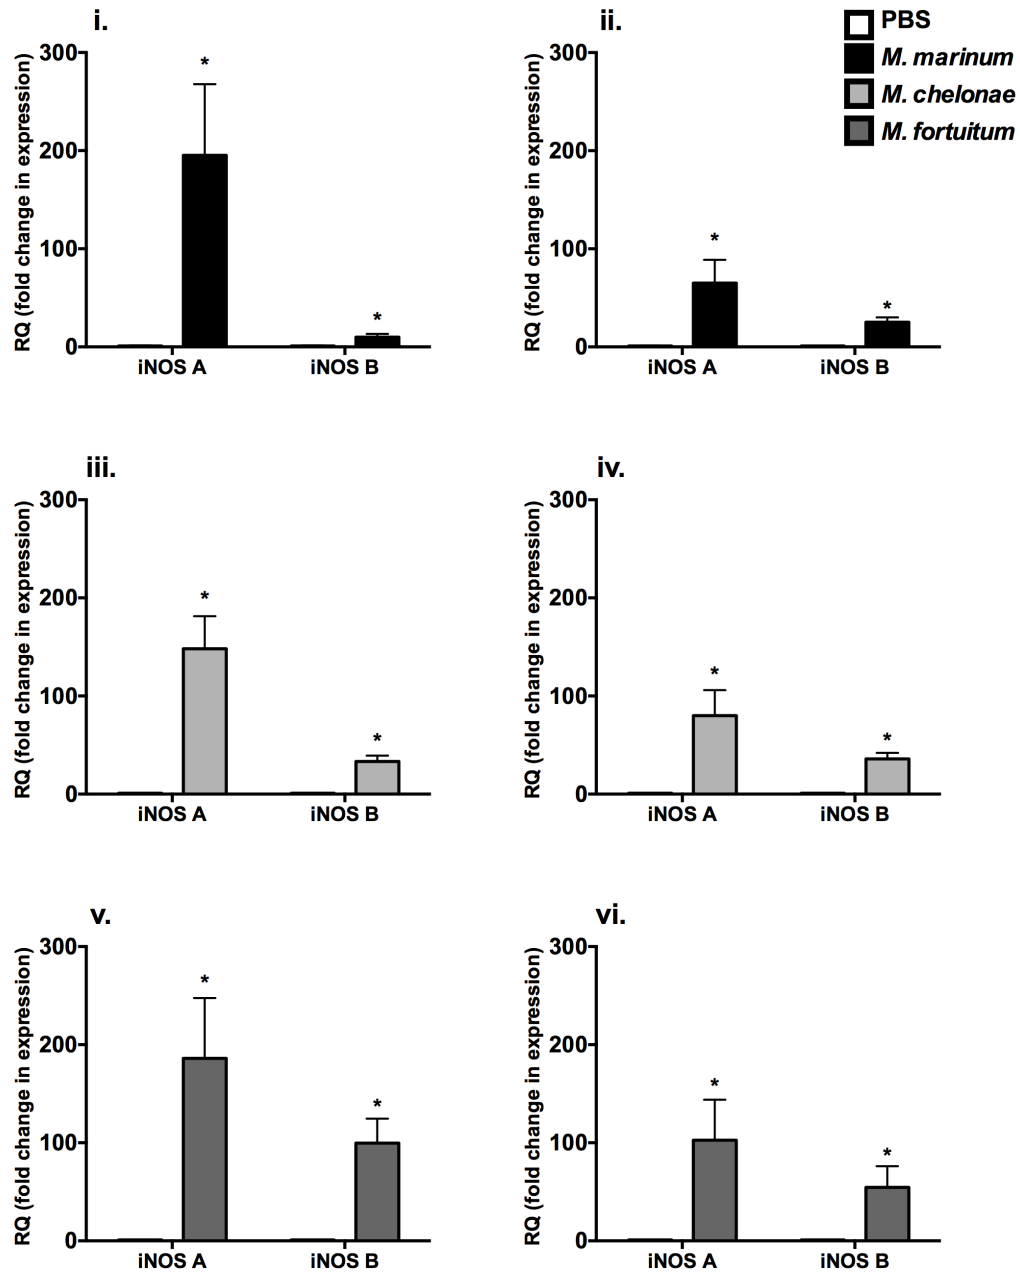 i.
RQ (fold change in expression)
300
200
100
0
*
*
iNOS A
iNOS B
ii.
RQ (fold change in expression)
300
200
100
0
*
*
iNOS A
iNOS B
PBS
M. marinum
M. chelonae
M. fortuitum
iii.
RQ (fold change in expression)
300
200
100
0
*
*
iNOS A
iNOS B
iv.
RQ (fold change in expression)
300
200
100
0
*
*
iNOS A
iNOS B
v.
RQ (fold change in expression)
300
200
100
0
*
*
iNOS A
iNOS B
vi.
RQ (fold change in expression)
300
200
100
0
*
*
iNOS A
iNOS B